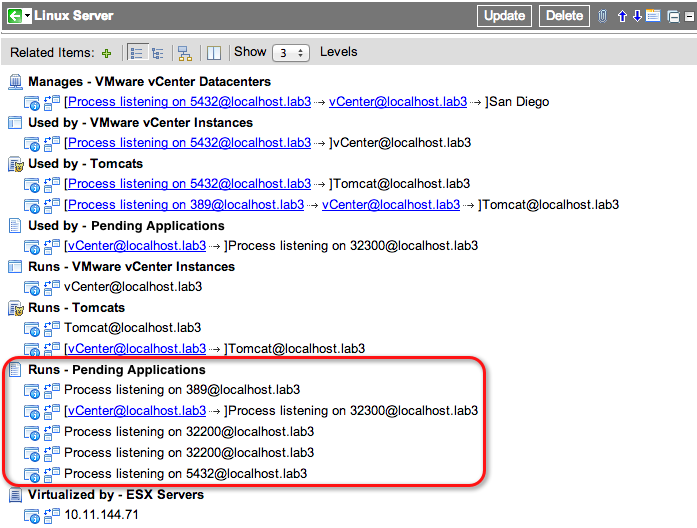 Linux Server Update Delete
Related Items: Show 3 Levels
Manages - VMware vCenter Datacenters
[Process listening on 5432@localhost.lab3 → vCenter@localhost.lab3 → ]San Diego
Used by - VMware vCenter Instances
[Process listening on 5432@localhost.lab3 → ]vCenter@localhost.lab3
Used by - Tomcats
[Process listening on 5432@localhost.lab3 → ]Tomcat@localhost.lab3
[Process listening on 389@localhost.lab3 → vCenter@localhost.lab3 → ]Tomcat@localhost.lab3
Used by - Pending Applications
[vCenter@localhost.lab3 → ]Process listening on 32300@localhost.lab3
Runs - VMware vCenter Instances
vCenter@localhost.lab3
Runs - Tomcats
Tomcat@localhost.lab3
[vCenter@localhost.lab3 → ]Tomcat@localhost.lab3
Runs - Pending Applications
Process listening on 389@localhost.lab3
[vCenter@localhost.lab3 → ]Process listening on 32300@localhost.lab3
Process listening on 32200@localhost.lab3
Process listening on 32200@localhost.lab3
Process listening on 5432@localhost.lab3
Virtualized by - ESX Servers
10.11.144.71